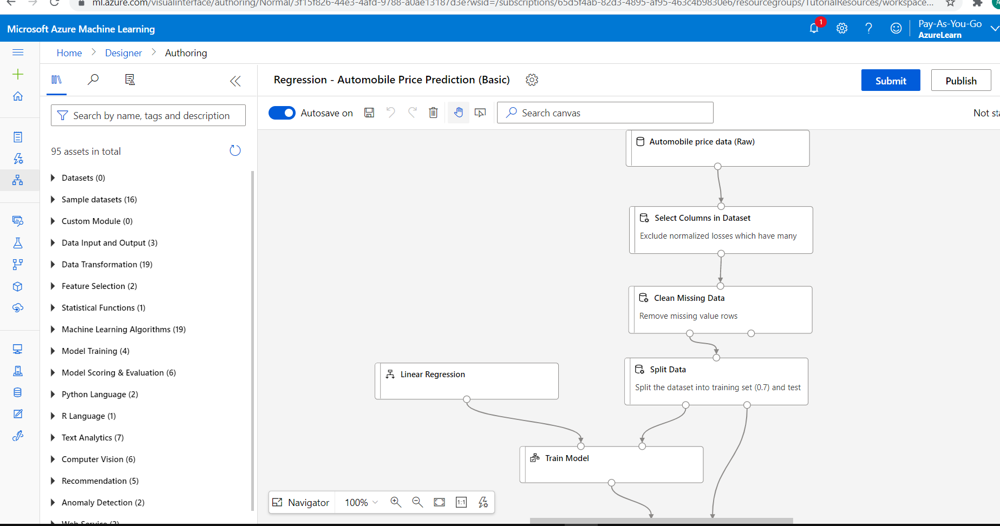 ml.azure.com/visualinterface/authoring/Normal/3f15f826-44e3-4afd-9788-a0ae13187d3e?wsid=/subscriptions/65d5f4ab-82d3-4895-af95-463c4b9830e6/resourcegroups/TutorialResources/workspace...
Microsoft Azure Machine Learning
1
Pay-As-You-Go
AzureLearn
Home > Designer > Authoring
Regression - Automobile Price Prediction (Basic)
Submit
Publish
Search by name, tags and description
Autosave on
Search canvas
Not sta
95 assets in total
Datasets (0)
Sample datasets (16)
Custom Module (0)
Data Input and Output (3)
Data Transformation (19)
Feature Selection (2)
Statistical Functions (1)
Machine Learning Algorithms (19)
Model Training (4)
Model Scoring & Evaluation (6)
Python Language (2)
R Language (1)
Text Analytics (7)
Computer Vision (6)
Recommendation (5)
Anomaly Detection (2)
Web Service (2)
Automobile price data (Raw)
Select Columns in Dataset
Exclude normalized losses which have many
Clean Missing Data
Remove missing value rows
Split Data
Split the dataset into training set (0.7) and test
Linear Regression
Train Model
Navigator
100%
1:1